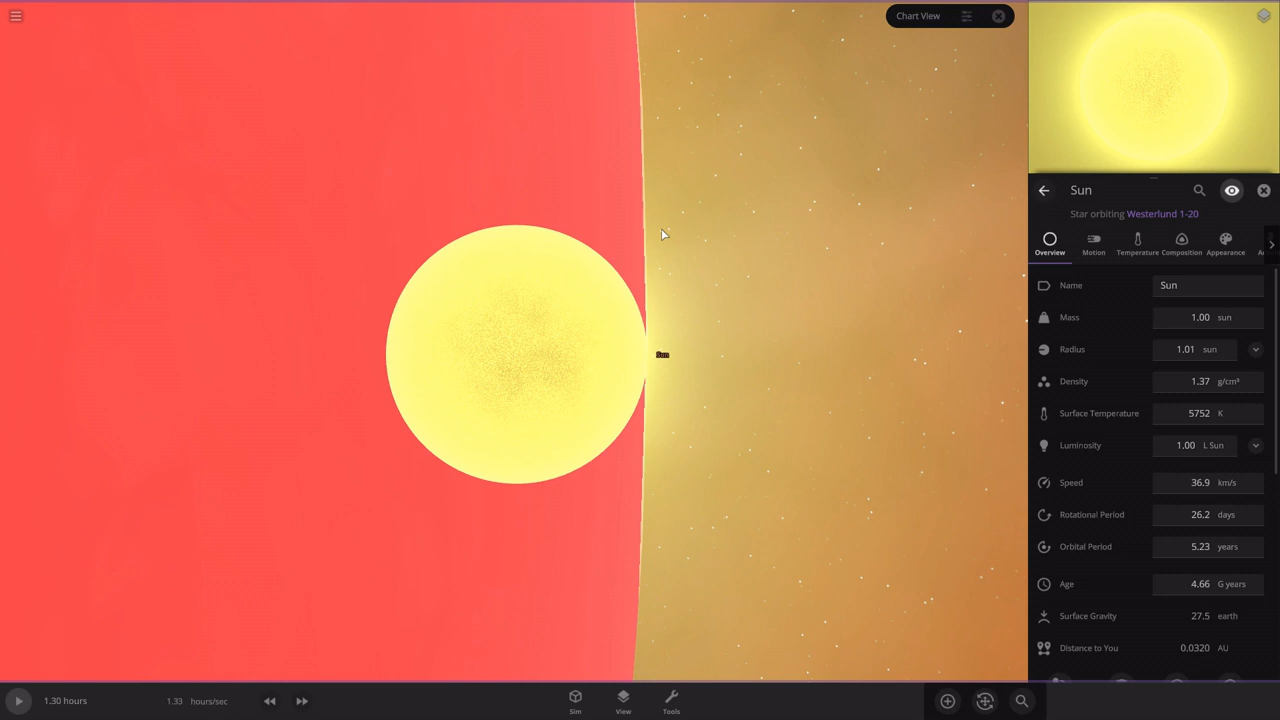 Chart View
Sun
Sun
Star orbiting Westerlund 1-20
Overview Motion Temperature Composition Appearance
Name Sun
Mass 1.00 sun
Radius 1.01 sun
Density 1.37 g/cm³
Surface Temperature 5752 K
Luminosity 1.00 L Sun
Speed 36.9 km/s
Rotational Period 26.2 days
Orbital Period 5.23 years
Age 4.66 G years
Surface Gravity 27.5 earth
Distance to You 0.0320 AU
1.30 hours 1.33 hours/sec
Sim View Tools